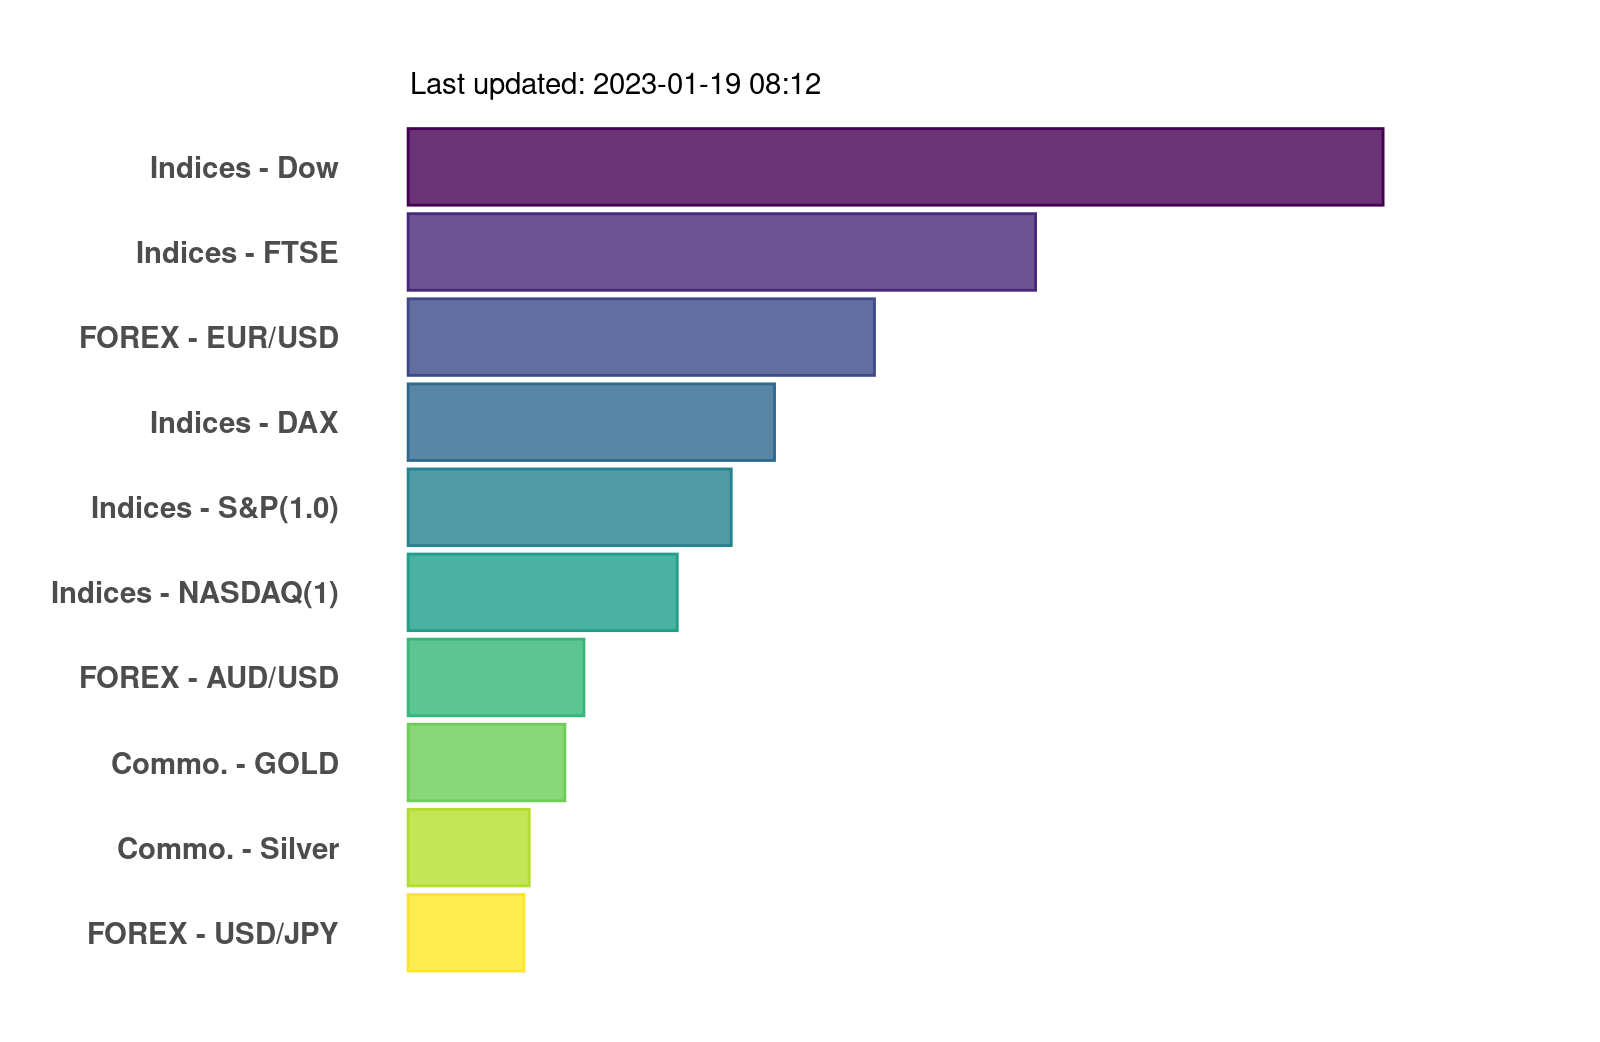 Last updated: 2023-01-19 08:12
Indices - Dow
Indices - FTSE
FOREX - EUR/USD
Indices - DAX
Indices - S&P(1.0)
Indices - NASDAQ(1)
FOREX - AUD/USD
Commo. - GOLD
Commo. - Silver
FOREX - USD/JPY